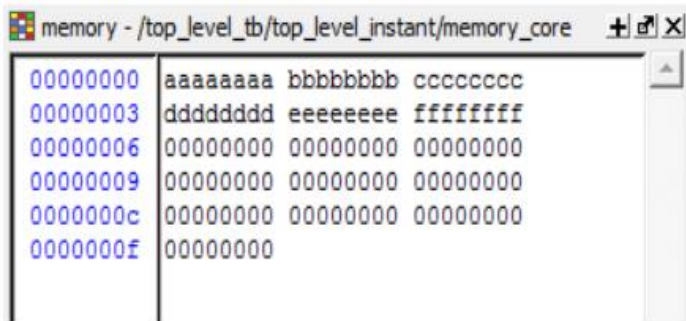 memory - /top_level_tb/top_level_instant/memory_core
00000000 aaaaaaaa bbbbbbbb cccccccc
00000003 dddddddd eeeeeeee ffffffff
00000006 00000000 00000000 00000000
00000009 00000000 00000000 00000000
0000000c 00000000 00000000 00000000
0000000f 00000000